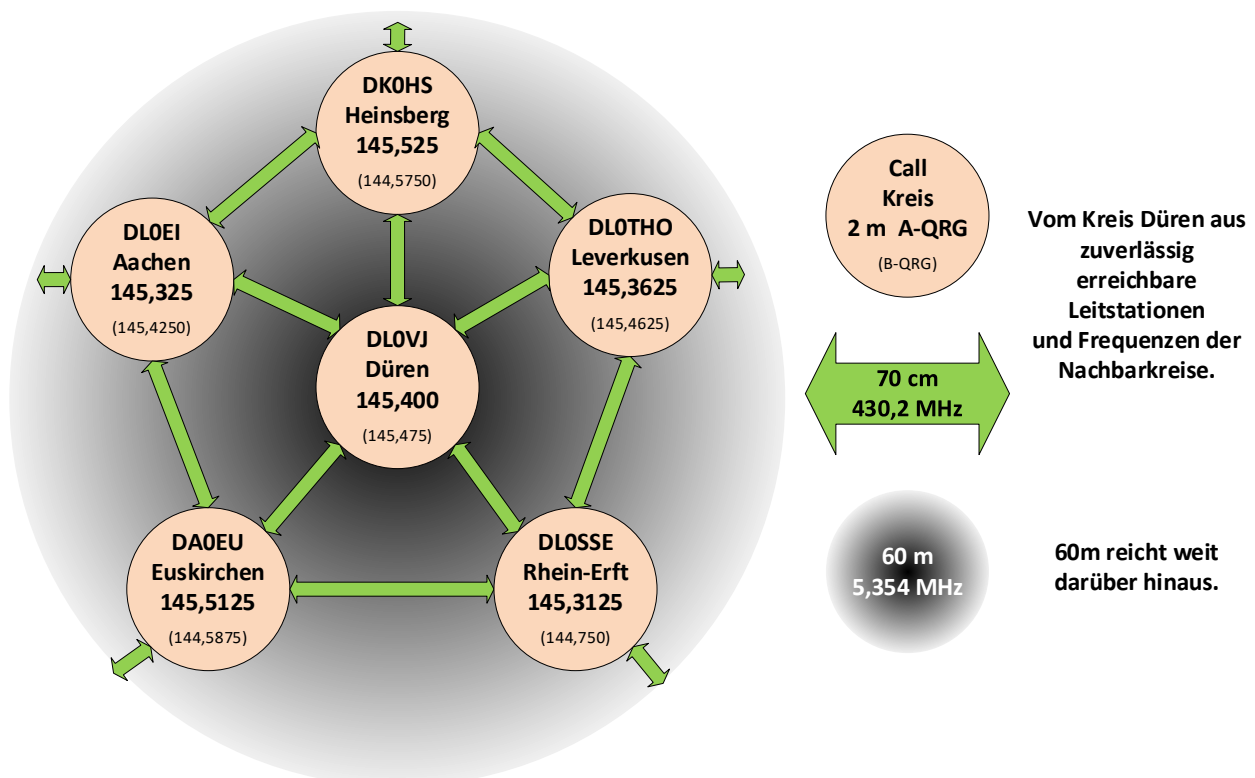 DK0HS
Heinsberg
145,525
(144,5750)
DL0EI
Aachen
145,325
(145,4250)
DL0THO
Leverkusen
145,3625
(145,4625)
DL0VJ
Düren
145,400
(145,475)
DA0EU
Euskirchen
145,5125
(144,5875)
DL0SSE
Rhein-Erft
145,3125
(144,750)
Call
Kreis
2 m A-QRG
(B-QRG)
Vom Kreis Düren aus
zuverlässig
erreichbare
Leitstationen
und Frequenzen der
Nachbarkreise.
70 cm
430,2 MHz
60 m
5,354 MHz
60m reicht weit
darüber hinaus.